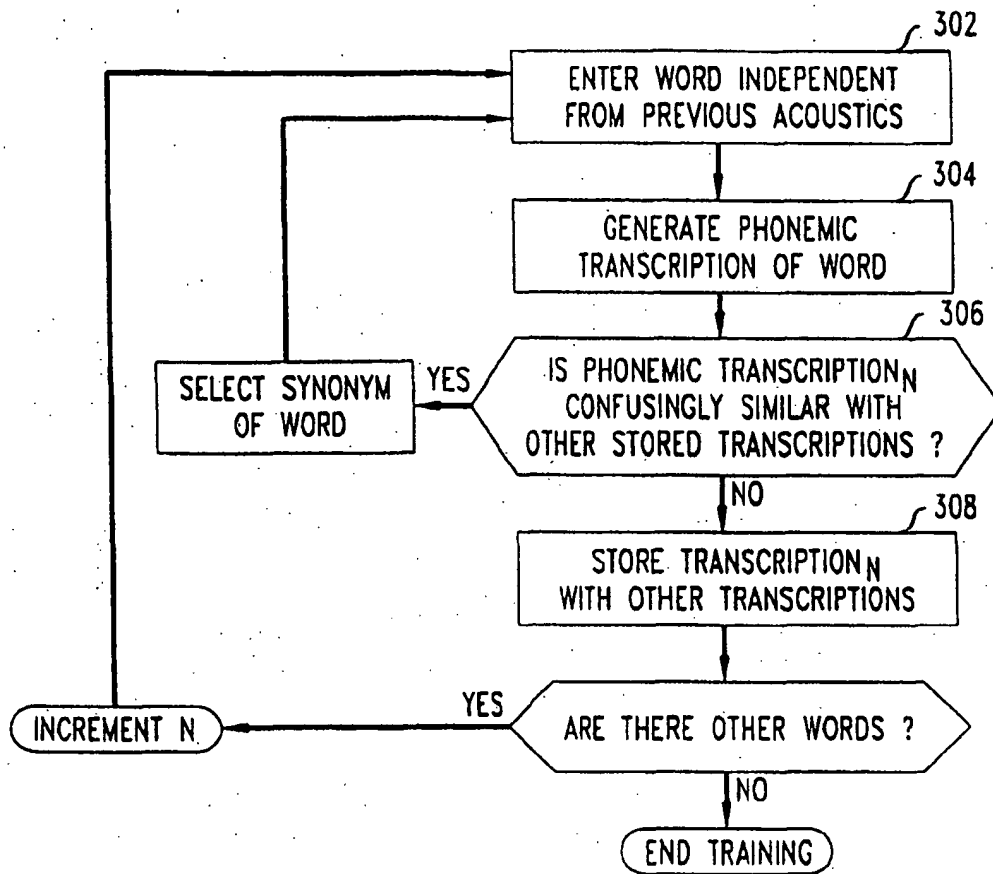 302
ENTER WORD INDEPENDENT
FROM PREVIOUS ACOUSTICS
304
GENERATE PHONEMIC
TRANSCRIPTION OF WORD
306
IS PHONEMIC TRANSCRIPTION_N
CONFUSINGLY SIMILAR WITH
OTHER STORED TRANSCRIPTIONS ?
YES
SELECT SYNONYM
OF WORD
NO
308
STORE TRANSCRIPTION_N
WITH OTHER TRANSCRIPTIONS
ARE THERE OTHER WORDS ?
YES
INCREMENT N
NO
END TRAINING